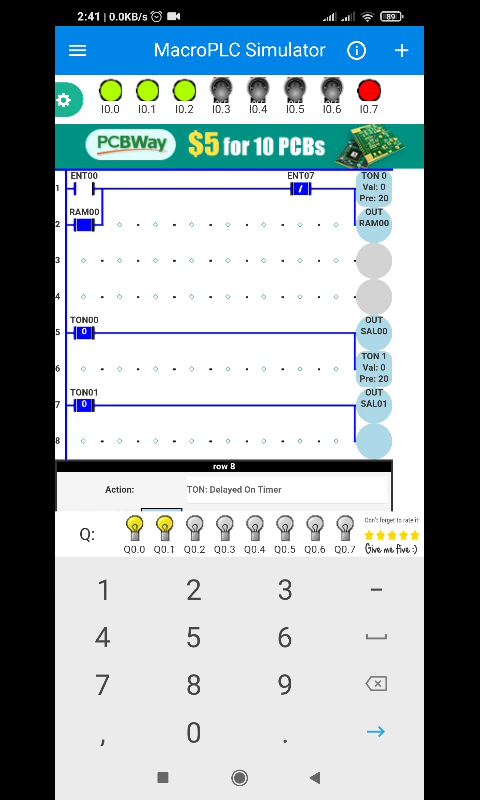 2:41 | 0.0KB/s
89
MacroPLC Simulator
I0.0 I0.1 I0.2 I0.3 I0.4 I0.5 I0.6 I0.7
PCBWay $5 for 10 PCBs
ENT00 ENT07 TON 0
1 Val: 0
Pre: 20
RAM00 OUT
2 RAM00
3
4
TON00 OUT
5 0 SAL00
6 TON 1
Val: 0
Pre: 20
TON01 OUT
7 0 SAL01
8
row 8
Action: TON: Delayed On Timer
Q:
Q0.0 Q0.1 Q0.2 Q0.3 Q0.4 Q0.5 Q0.6 Q0.7
Don't forget to rate it!
Give me five :)
1 2 3 –
4 5 6
7 8 9
, 0 .